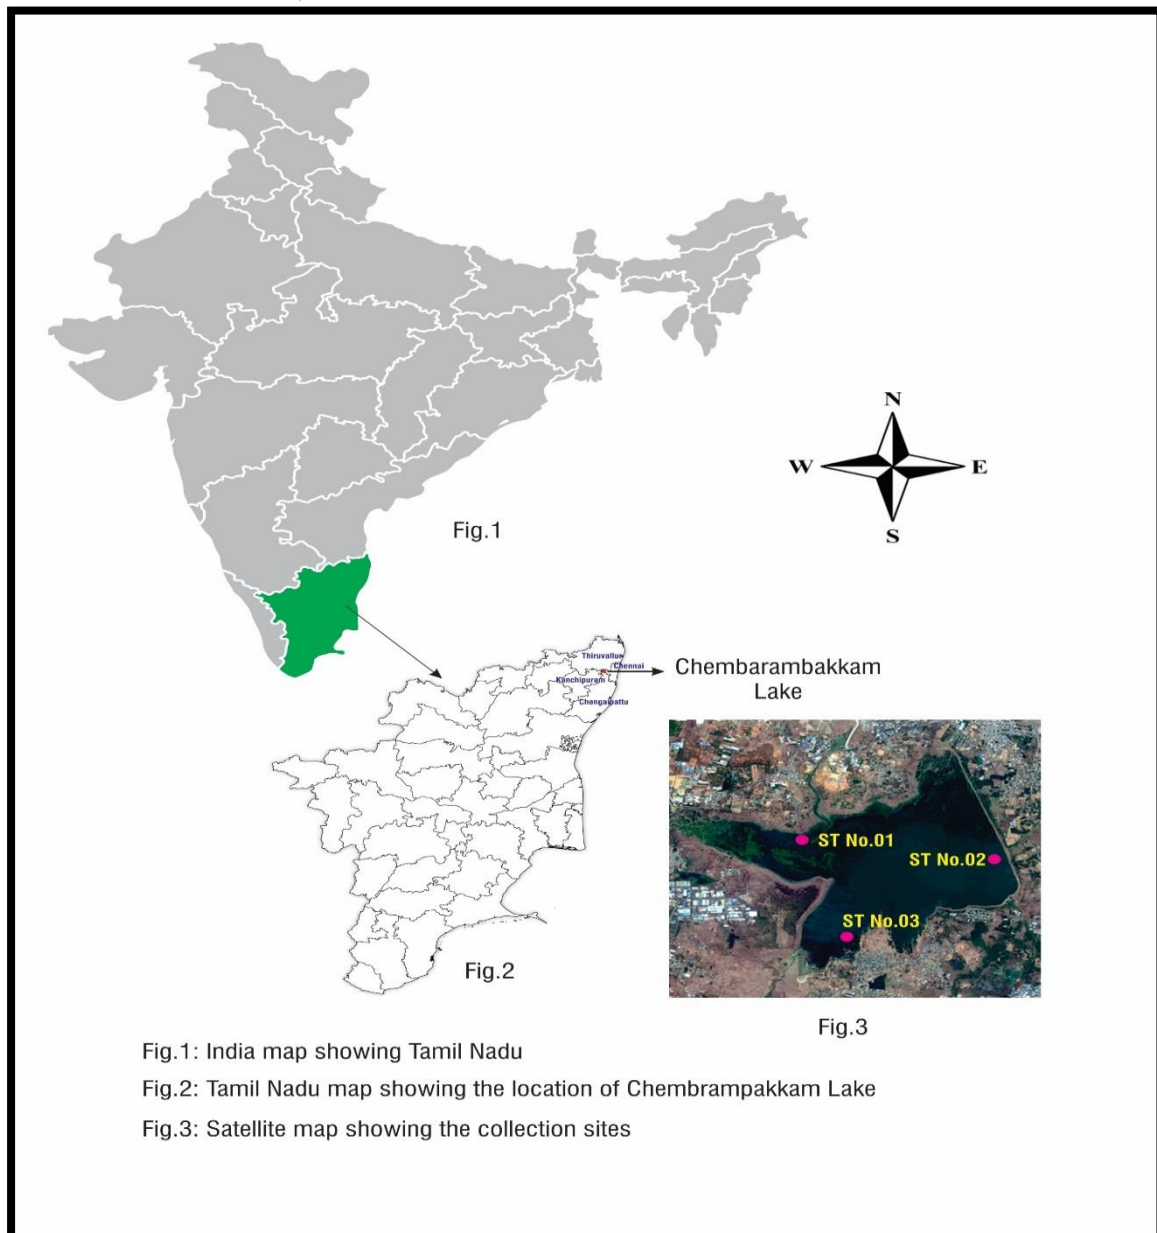 N
W
E
S
Fig.1
Thiruvallur
Chennai
Kanchipuram
Chengalpattu
Chembarambakkam
Lake
ST No.01
ST No.02
ST No.03
Fig.2
Fig.3
Fig.1: India map showing Tamil Nadu
Fig.2: Tamil Nadu map showing the location of Chembrampakkam Lake
Fig.3: Satellite map showing the collection sites